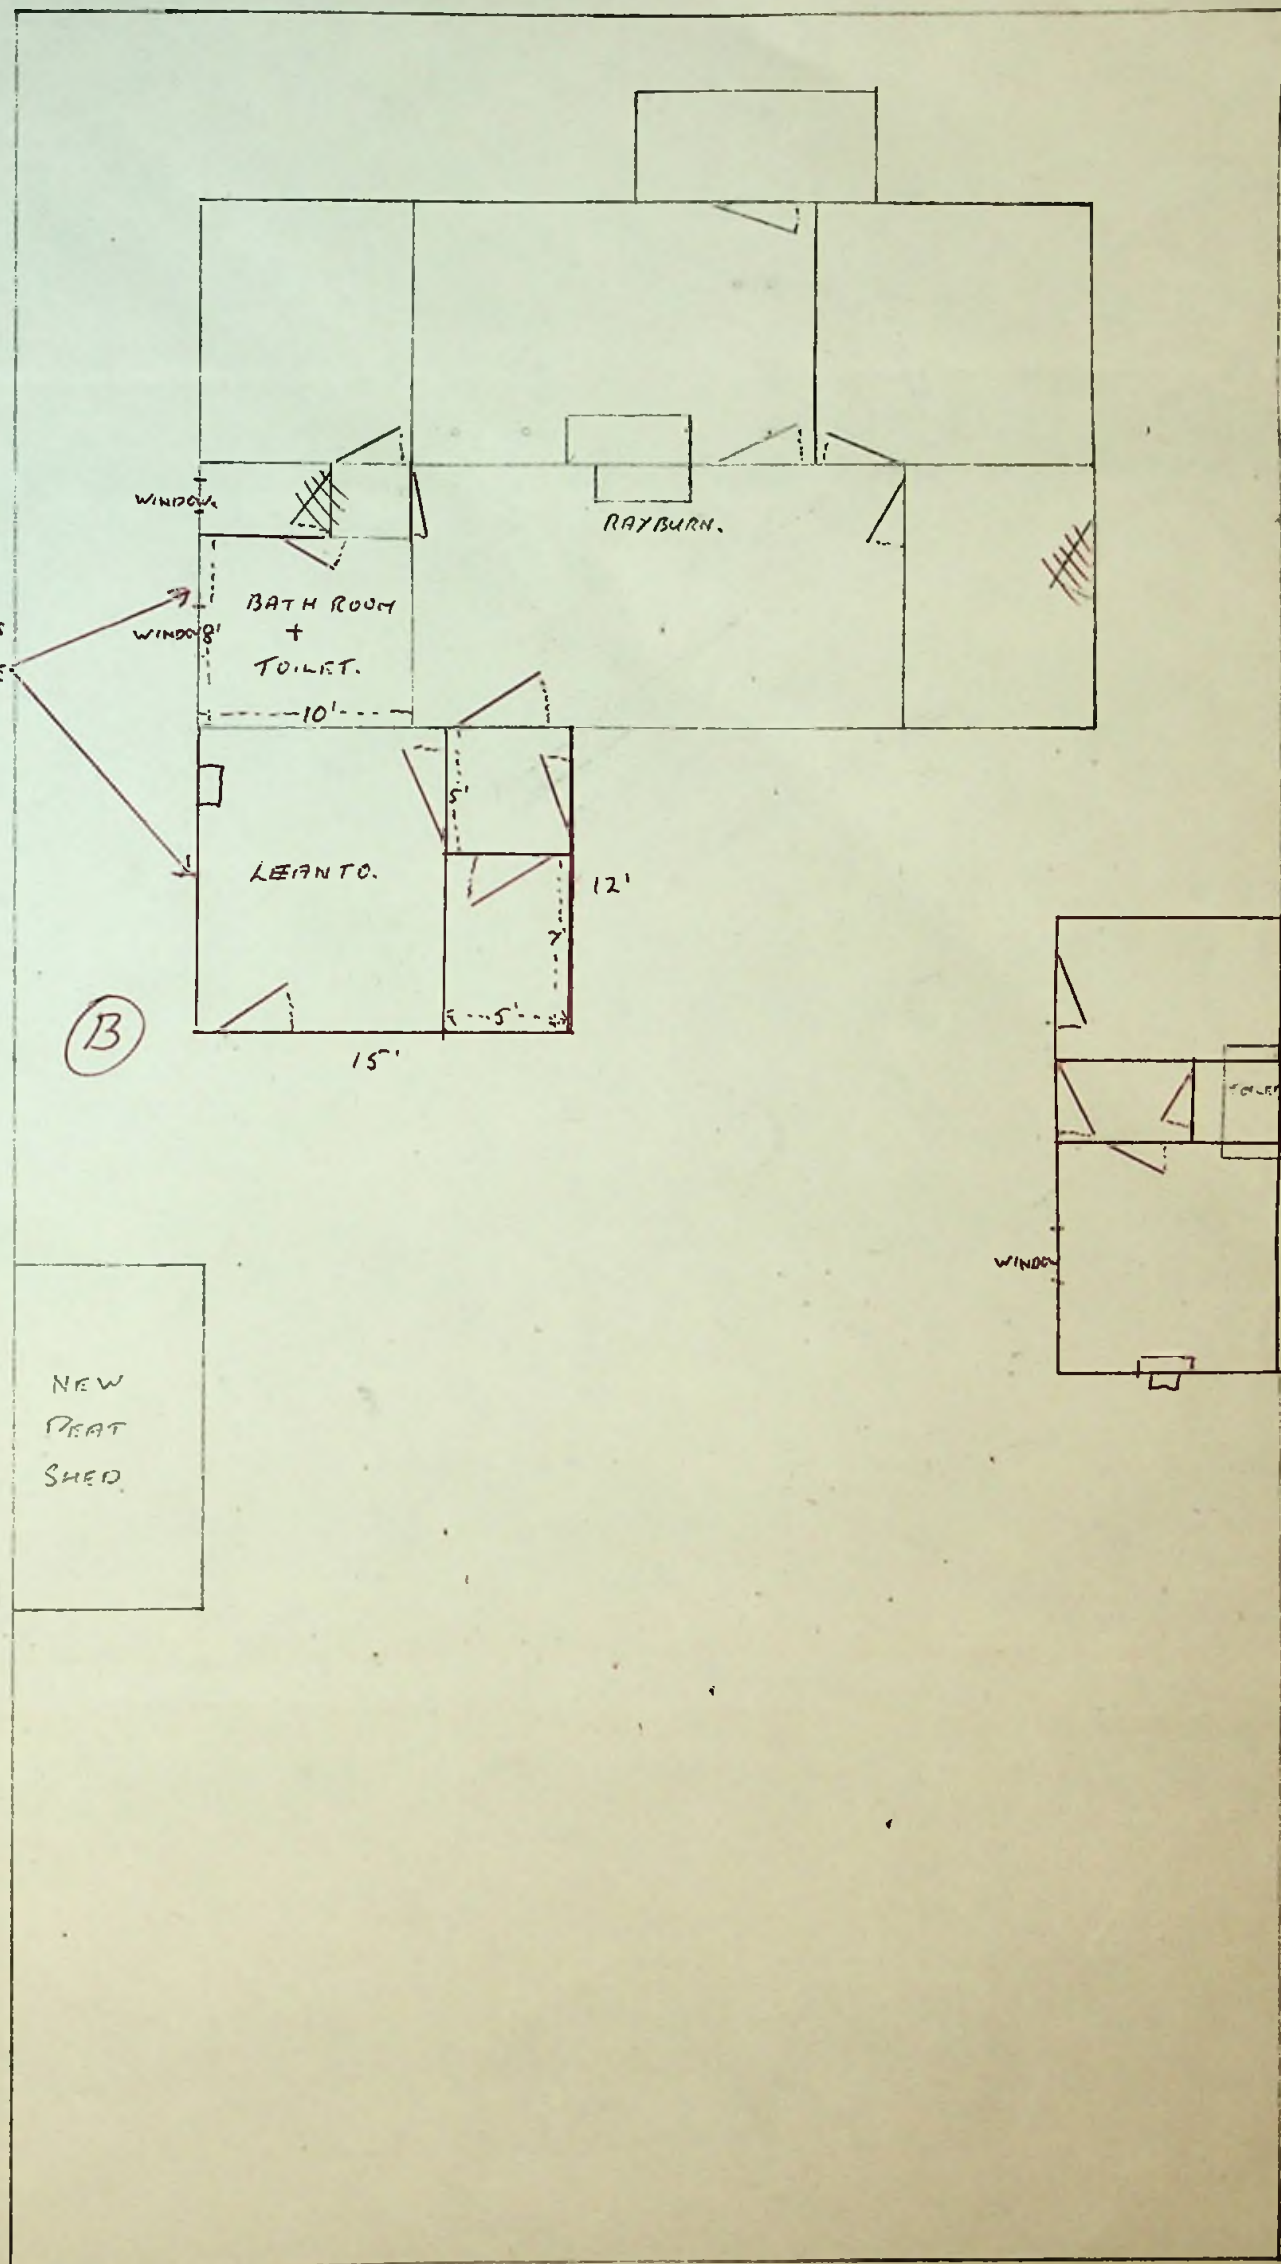 WINDOW.
RAYBURN.
BATH ROOM
+
TOILET.
WINDOW
8'
10'
5'
LEANTO.
12'
7'
5'
15'
B
WINDOW
NEW
PEAT
SHED.